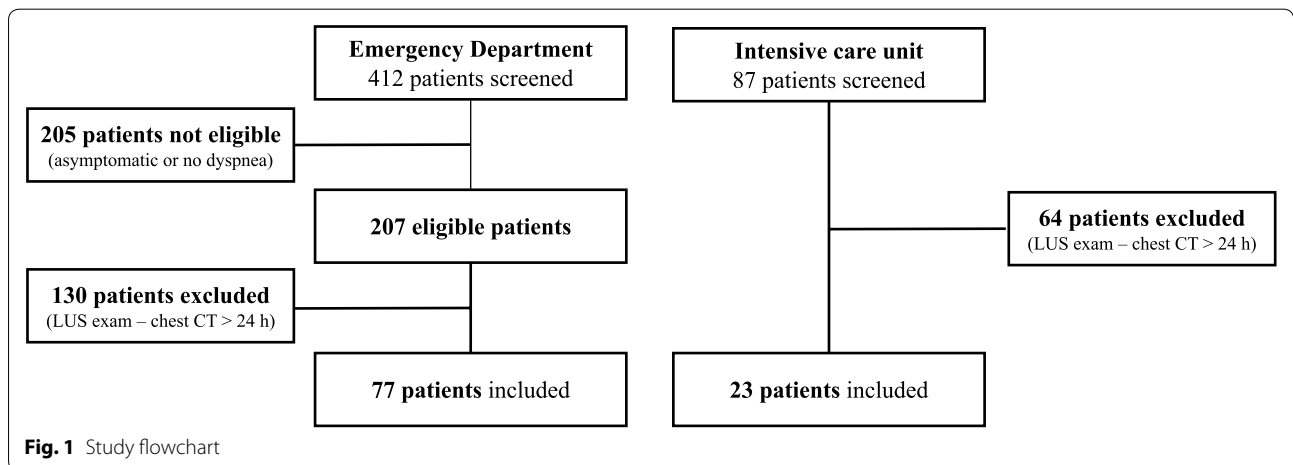 Emergency Department
412 patients screened
Intensive care unit
87 patients screened
205 patients not eligible
(asymptomatic or no dyspnea)
207 eligible patients
64 patients excluded
(LUS exam – chest CT > 24 h)
130 patients excluded
(LUS exam – chest CT > 24 h)
77 patients included
23 patients included
Fig. 1 Study flowchart